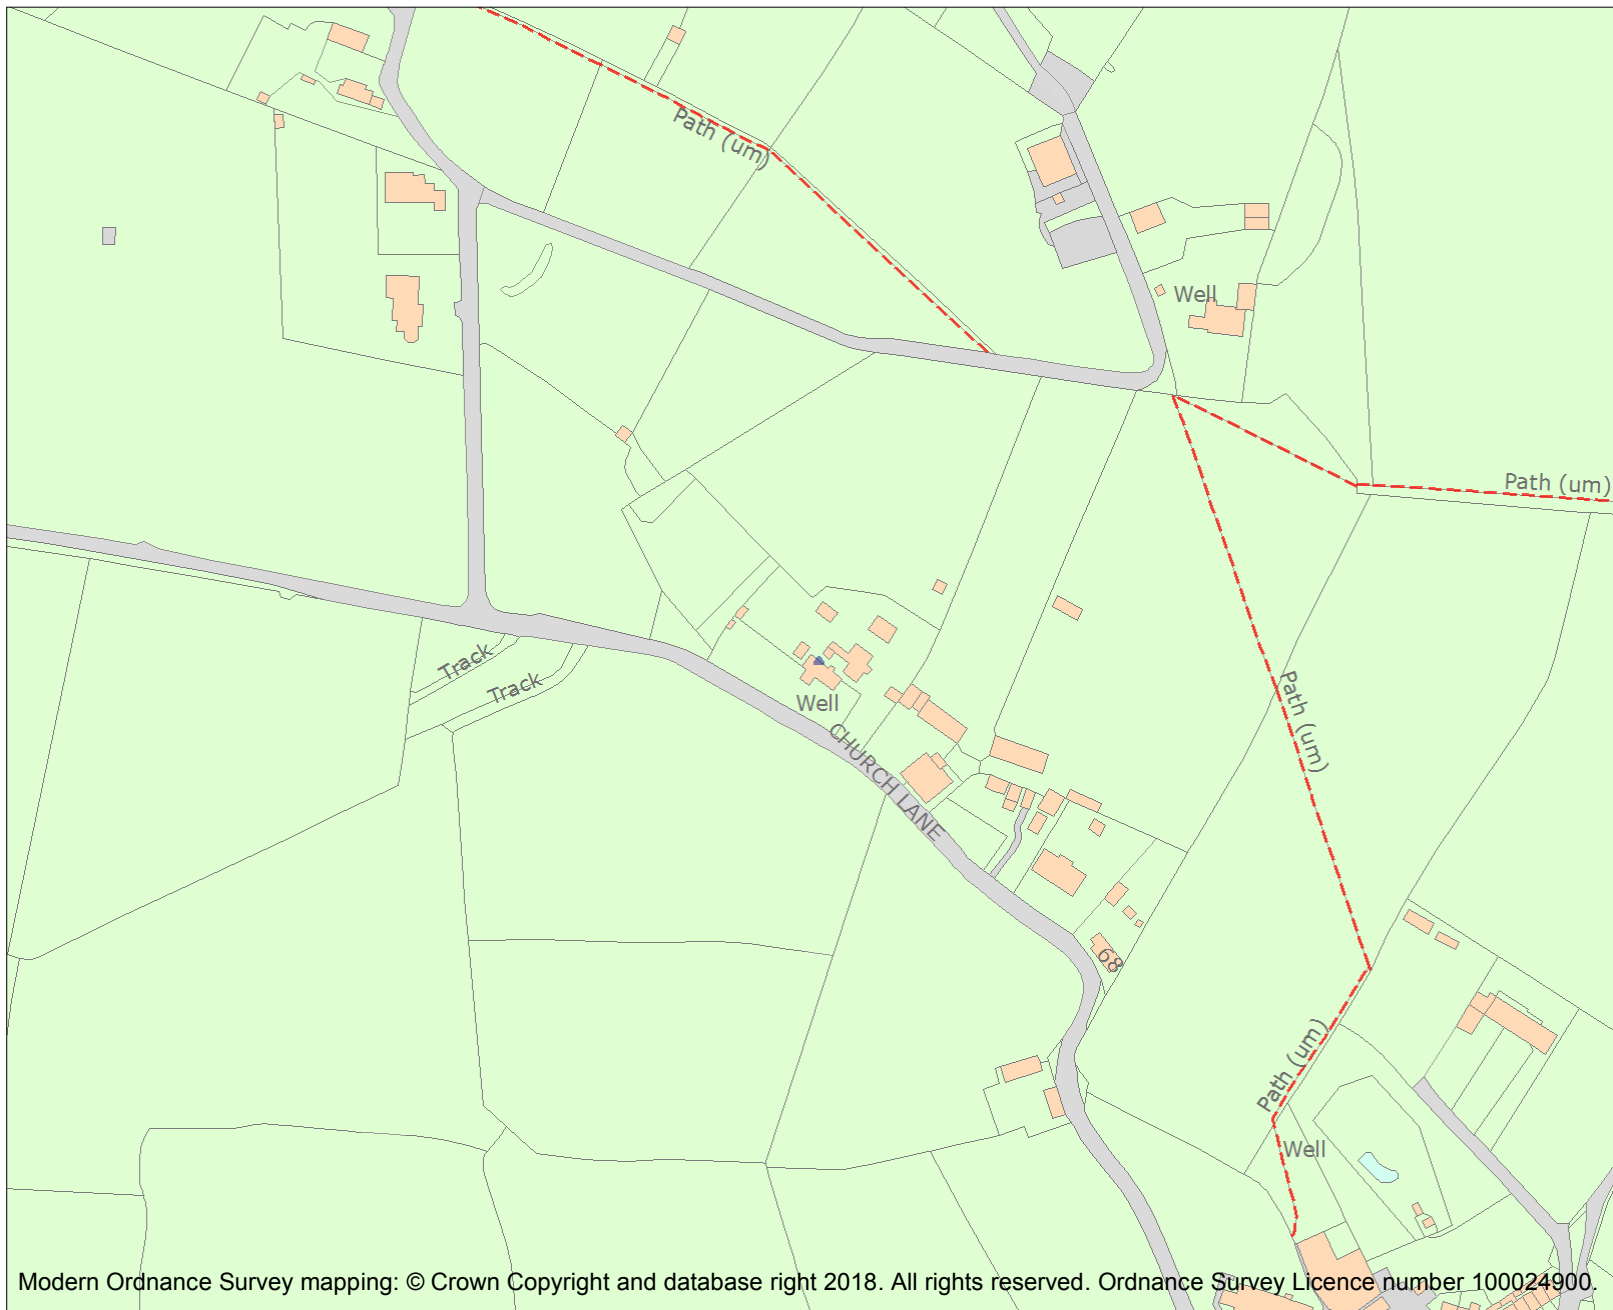 Path (um)
Well
Path (um)
Track
Track
Path (um)
Well
CHURCH LANE
68
Path (um)
Well
Modern Ordnance Survey mapping: © Crown Copyright and database right 2018. All rights reserved. Ordnance Survey Licence number 100024900.